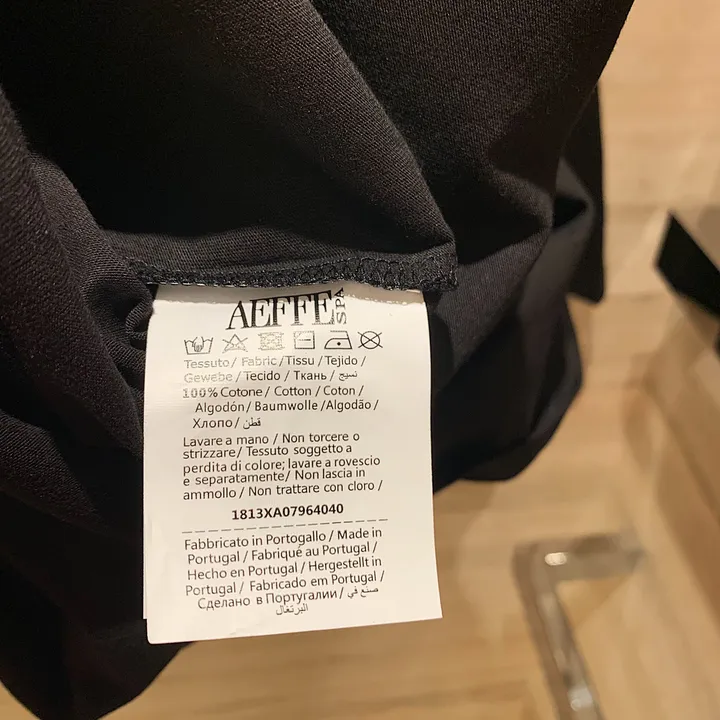 AEFFE SPA
Tessuto / Fabric / Tissu / Tejido /
Gewebe / Tecido / Ткань / نسيج
100% Cotone / Cotton / Coton /
Algodón / Baumwolle / Algodão /
Хлопо / قطن
Lavare a mano / Non torcere o
strizzare / Tessuto soggetto a
perdita di colore; lavare a rovescio
e separatamente / Non lascia in
ammollo / Non trattare con cloro /
1813XA07964040
Fabbricato in Portogallo / Made in
Portugal / Fabriqué au Portugal /
Hecho en Portugal / Hergestellt in
Portugal / Fabricado em Portugal /
Сделано в Португалии / صنع في
البرتغال